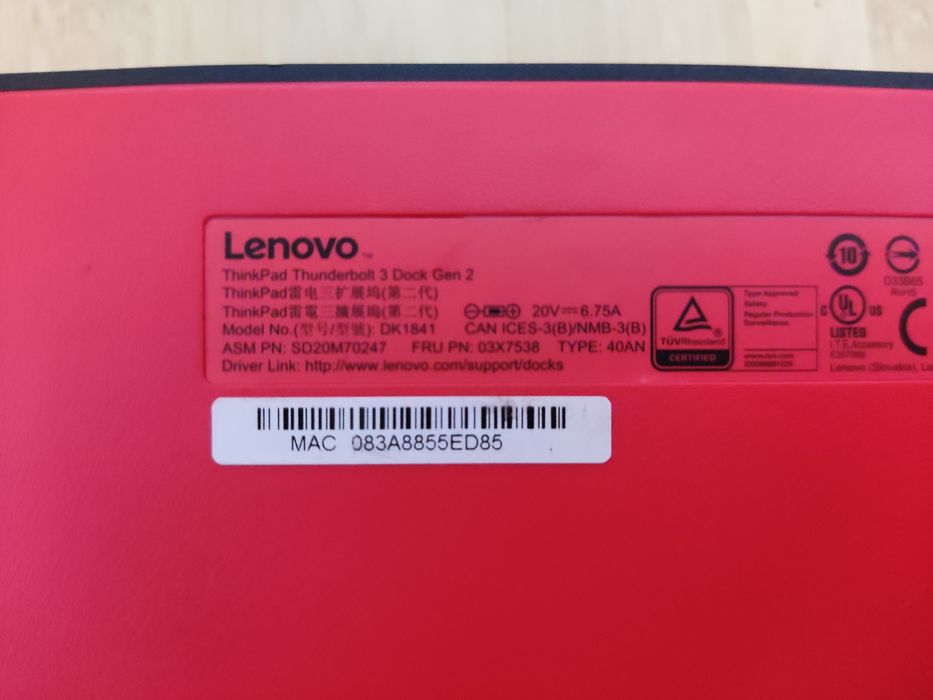 Lenovo™
ThinkPad Thunderbolt 3 Dock Gen 2
ThinkPad雷电三扩展坞(第二代)
ThinkPad雷電三擴展塢(第二代)
20V 6.75A
Model No.(型号/型號): DK1841 CAN ICES-3(B)/NMB-3(B)
ASM PN: SD20M70247 FRU PN: 03X7538 TYPE: 40AN
Driver Link: http://www.lenovo.com/support/docks
TÜVRheinland®
CERTIFIED
Type Approved
Safety
Regular Production
Surveillance
www.tuv.com
10
D33B65
RoHS
C UL US
LISTED
I.T.E. Accessory
CE
Lenovo (Slovakia),
MAC 083A8855ED85